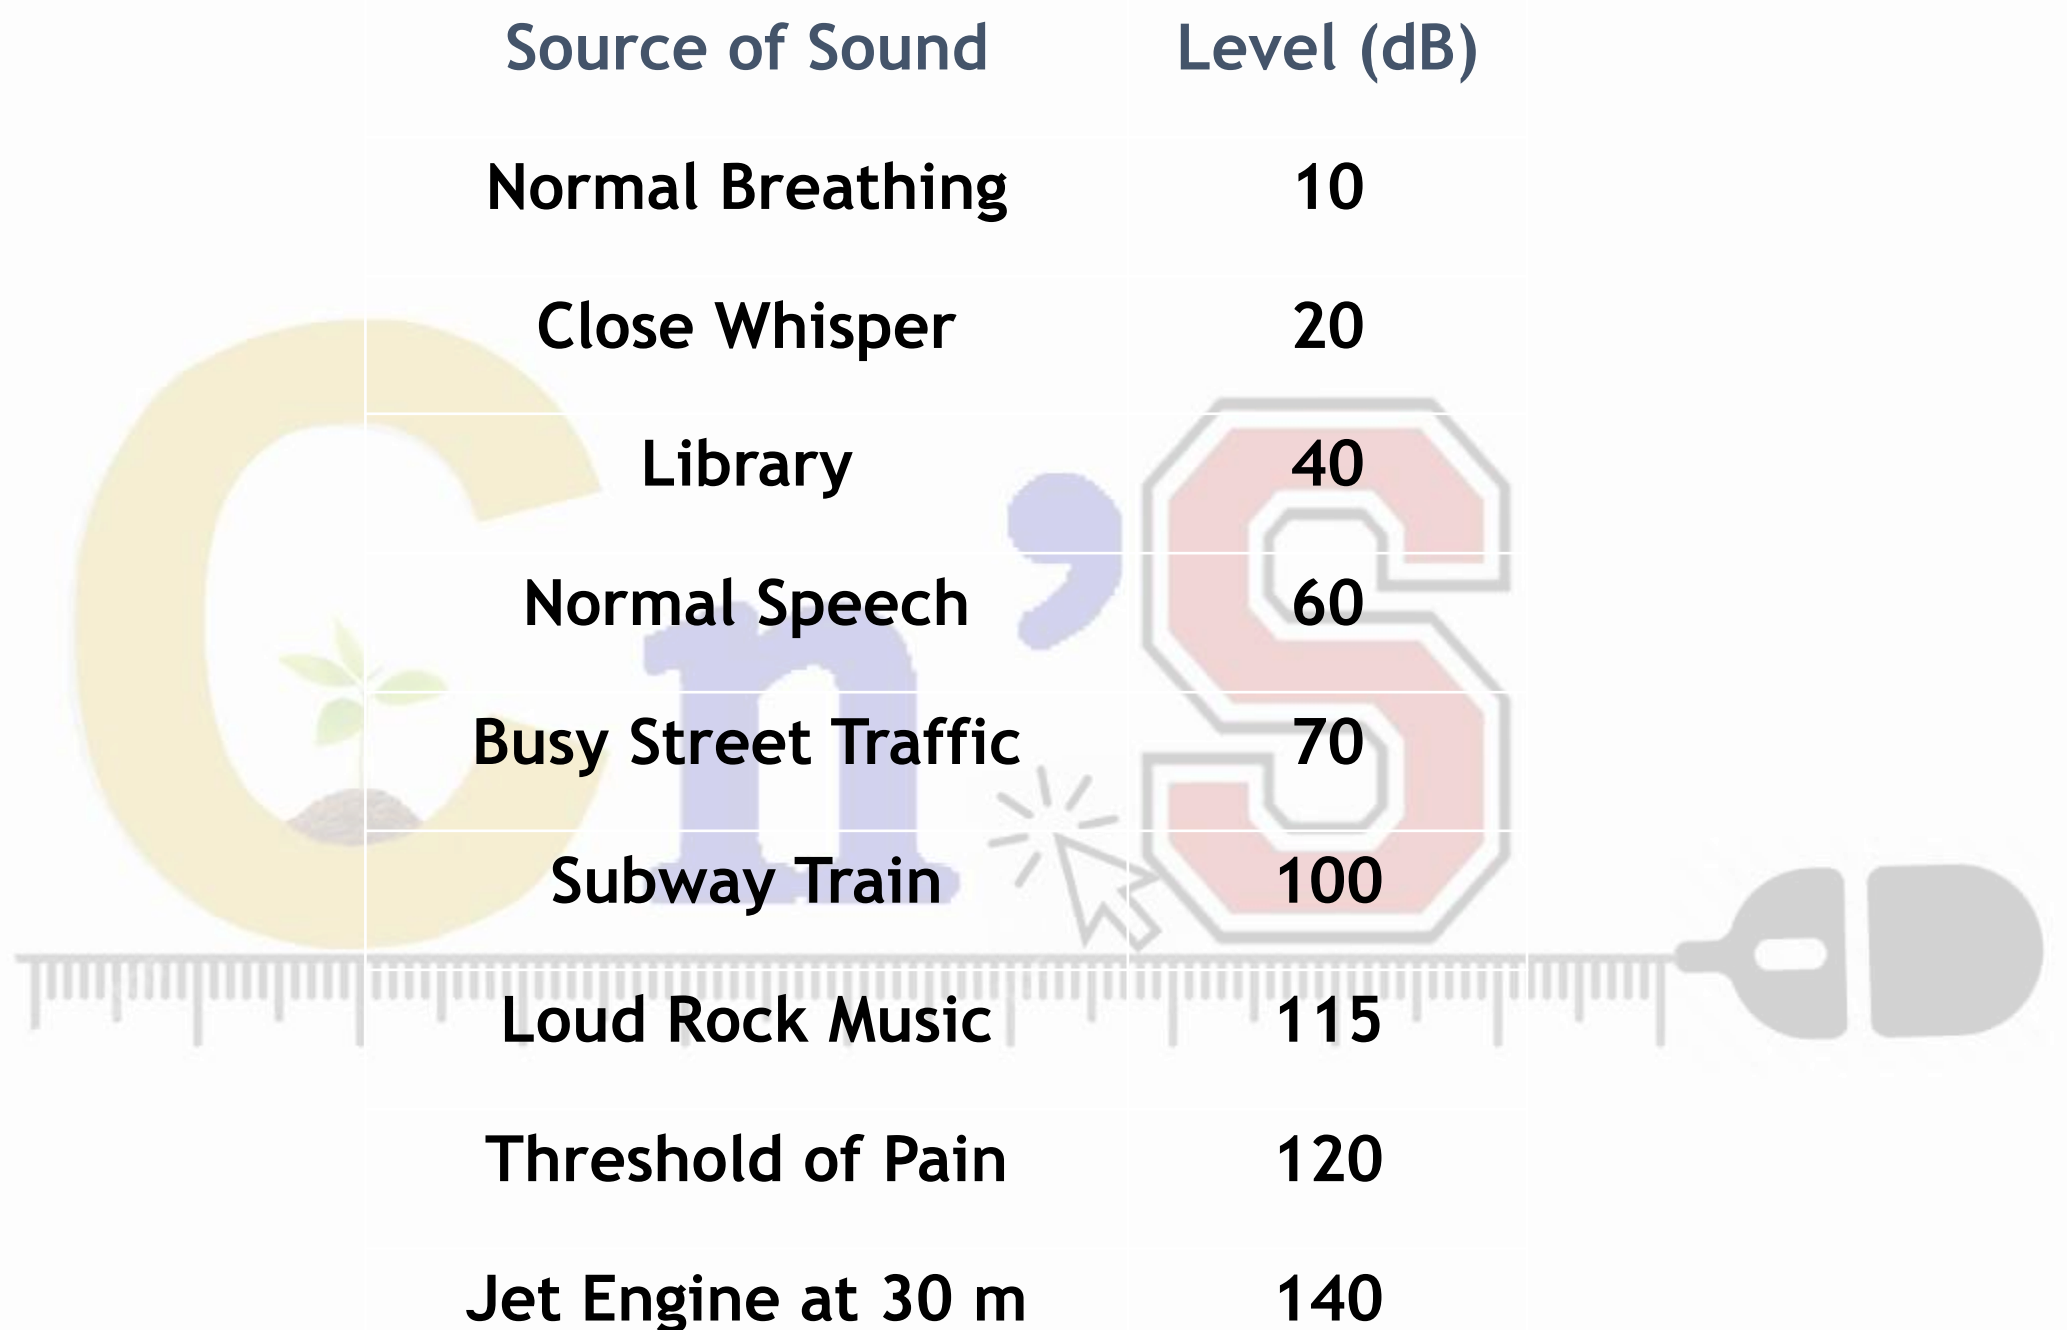 Source of Sound Level (dB)
Normal Breathing 10
Close Whisper 20
Library 40
Normal Speech 60
Busy Street Traffic 70
Subway Train 100
Loud Rock Music 115
Threshold of Pain 120
Jet Engine at 30 m 140
Cn'S